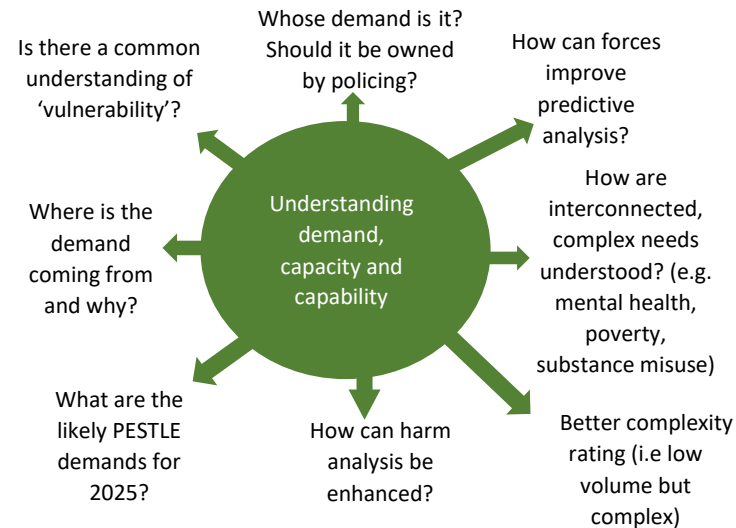 Whose demand is it?
Should it be owned
by policing?
Is there a common
understanding of
‘vulnerability’?
How can forces
improve
predictive
analysis?
Understanding
demand,
capacity and
capability
Where is the
demand
coming from
and why?
How are
interconnected,
complex needs
understood? (e.g.
mental health,
poverty,
substance misuse)
What are the
likely PESTLE
demands for
2025?
How can harm
analysis be
enhanced?
Better complexity
rating (i.e low
volume but
complex)